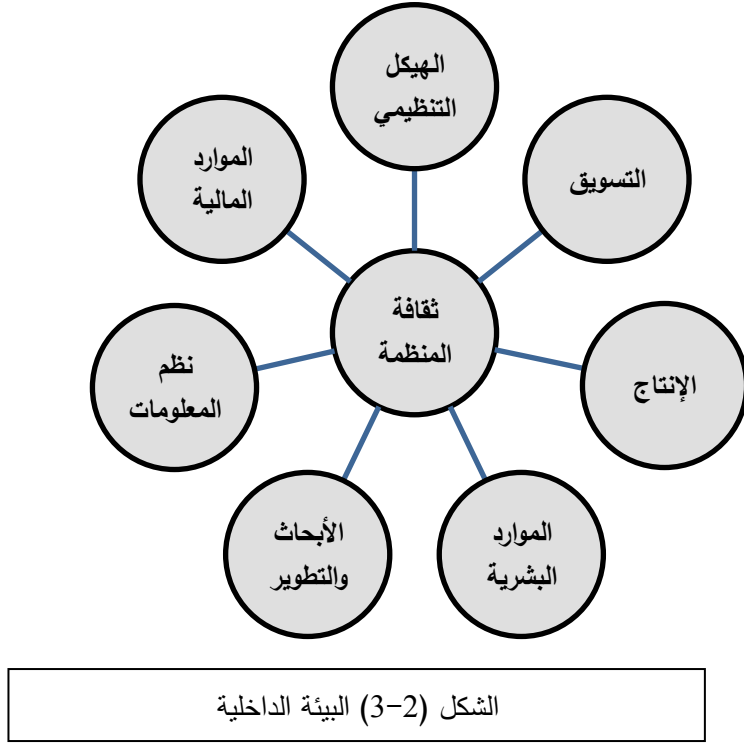 الهيكل
التنظيمي
التسويق
الموارد
المالية
ثقافة
المنظمة
الإنتاج
نظم
المعلومات
الموارد
البشرية
الأبحاث
والتطوير
الشكل (2-3) البيئة الداخلية